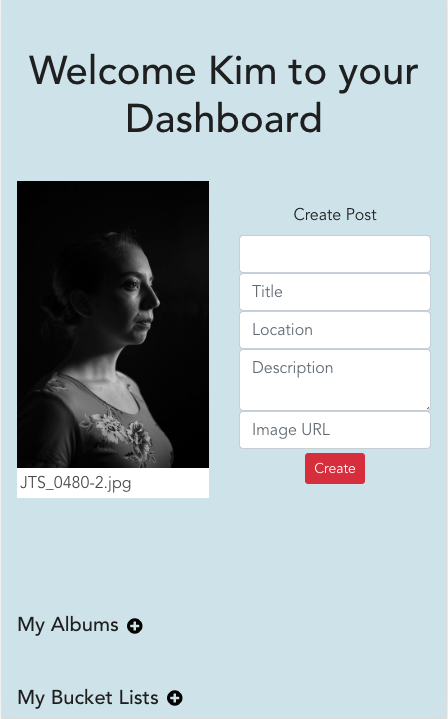 Welcome Kim to your
Dashboard
Create Post
Title
Location
Description
Image URL
Create
JTS_0480-2.jpg
My Albums
My Bucket Lists